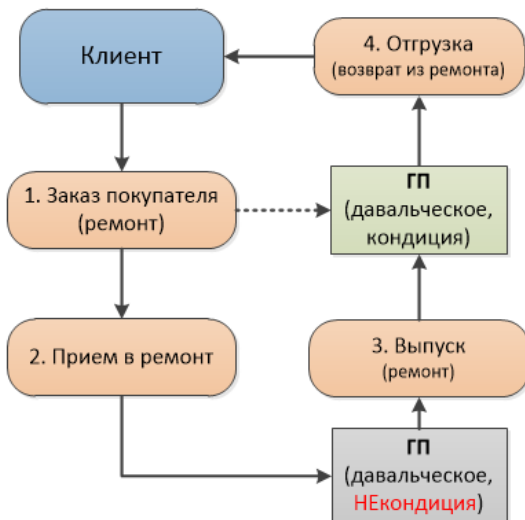 Клиент
4. Отгрузка
(возврат из ремонта)
1. Заказ покупателя
(ремонт)
ГП
(давальческое,
кондиция)
2. Прием в ремонт
3. Выпуск
(ремонт)
ГП
(давальческое,
НЕкондиция)